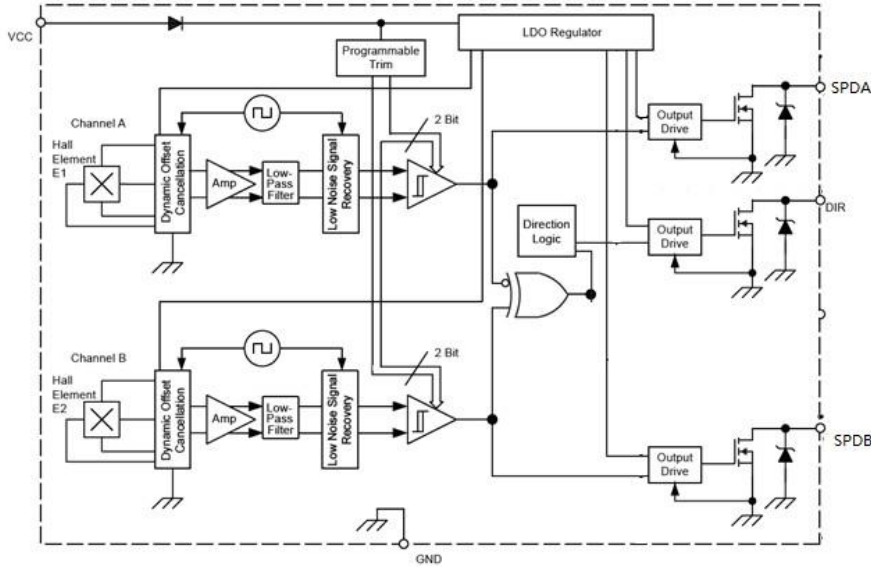 VCC
LDO Regulator
Programmable
Trim
SPDA
2 Bit
Output
Drive
Channel A
Hall
Element
E1
Dynamic Offset
Cancellation
Amp
Low-
Pass
Filter
Low Noise Signal
Recovery
DIR
Direction
Logic
Output
Drive
Channel B
2 Bit
Hall
Element
E2
Dynamic Offset
Cancellation
Amp
Low-
Pass
Filter
Low Noise Signal
Recovery
Output
Drive
SPDB
GND